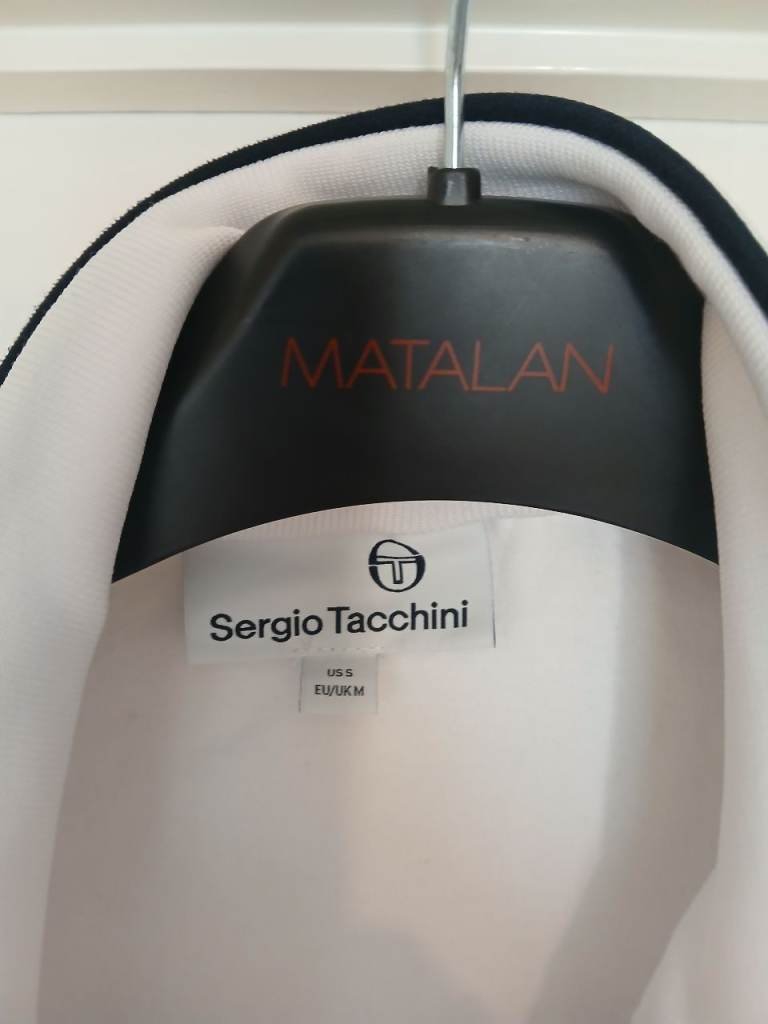 MATALAN
Sergio Tacchini
US S
EU/UK M